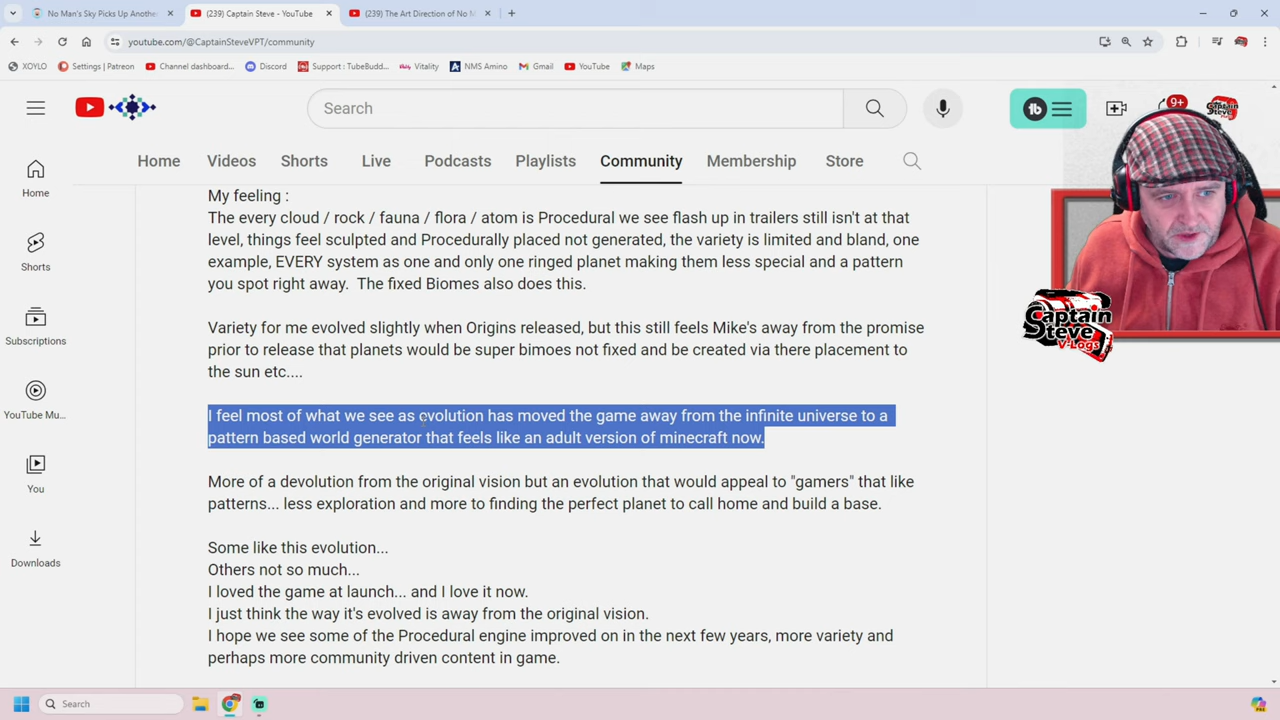 No Man's Sky Picks Up Anothe
(239) Captain Steve - YouTube
(239) The Art Direction of No M
youtube.com/@CaptainSteveVPT/community
XOYLO
Settings | Patreon
Channel dashboard...
Discord
Support : TubeBudd...
Vitality
NMS Amino
Gmail
YouTube
Maps
Search
9+
Home
Videos
Shorts
Live
Podcasts
Playlists
Community
Membership
Store
Home
Shorts
Subscriptions
YouTube Mu...
You
Downloads
My feeling :
The every cloud / rock / fauna / flora / atom is Procedural we see flash up in trailers still isn't at that
level, things feel sculpted and Procedurally placed not generated, the variety is limited and bland, one
example, EVERY system as one and only one ringed planet making them less special and a pattern
you spot right away.  The fixed Biomes also does this.
Variety for me evolved slightly when Origins released, but this still feels Mike's away from the promise
prior to release that planets would be super bimoes not fixed and be created via there placement to
the sun etc....
I feel most of what we see as evolution has moved the game away from the infinite universe to a
pattern based world generator that feels like an adult version of minecraft now.
More of a devolution from the original vision but an evolution that would appeal to "gamers" that like
patterns... less exploration and more to finding the perfect planet to call home and build a base.
Some like this evolution...
Others not so much...
I loved the game at launch... and I love it now.
I just think the way it's evolved is away from the original vision.
I hope we see some of the Procedural engine improved on in the next few years, more variety and
perhaps more community driven content in game.
Captain
Steve
V-Logs
Search